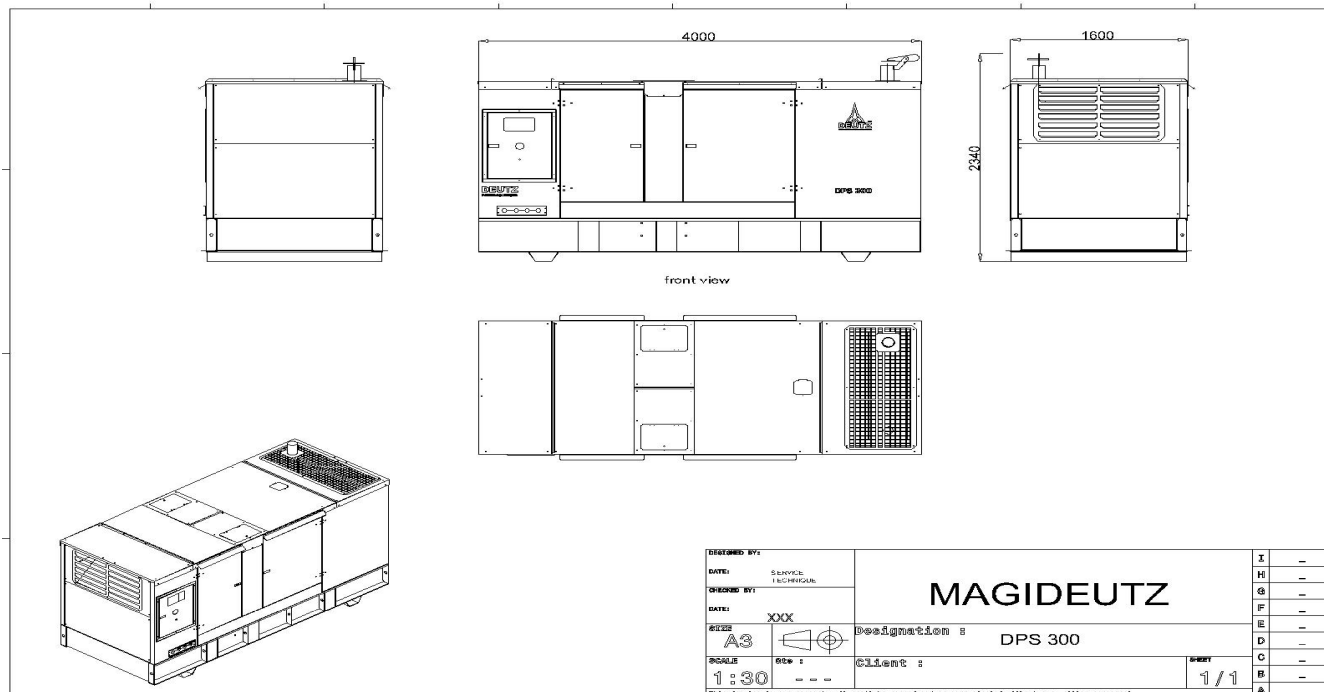 4000
1600
2340
DEUTZ
DEUTZ
DPS 300
front view
DESIGNED BY:
DATE:
SERVICE
TECHNIQUE
CHECKED BY:
DATE:
XXX
MAGIDEUTZ
SIZE
A3
Designation :
DPS 300
SCALE
1:30
Qte :
---
Client :
SHEET
1/1
I –
H –
G –
F –
E –
D –
C –
B –
A